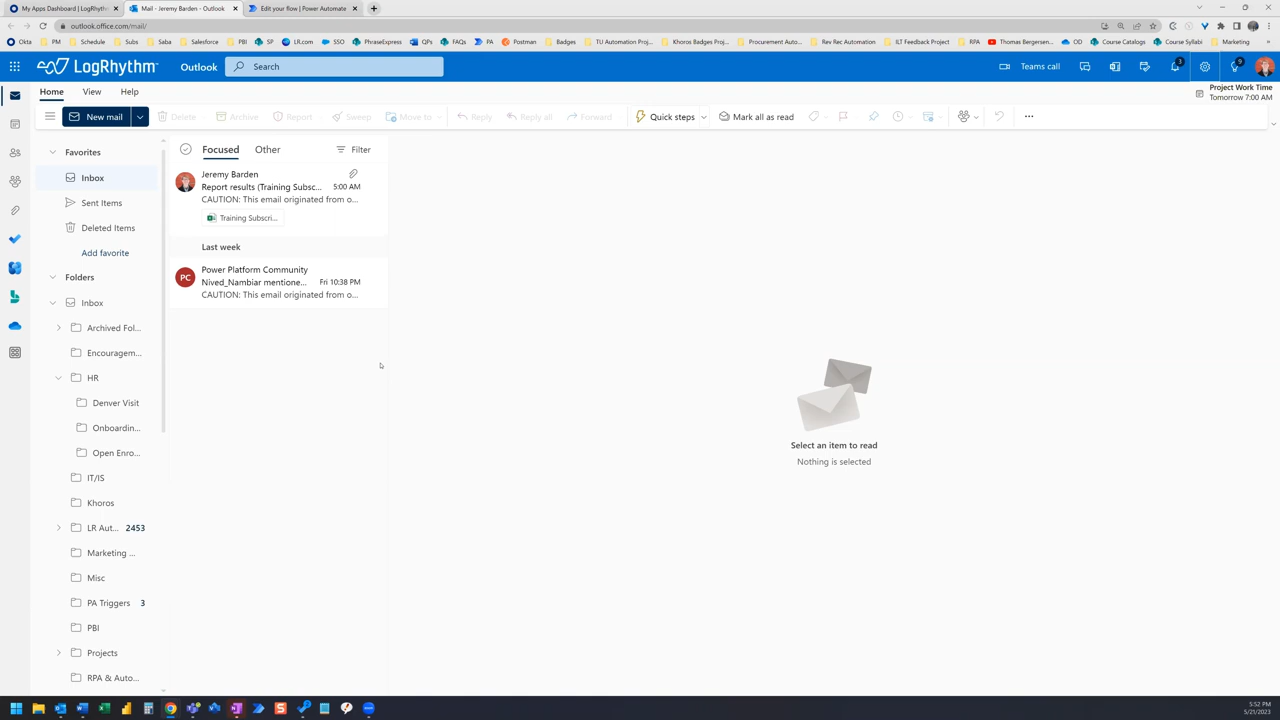 My Apps Dashboard | LogRhythm
Mail - Jeremy Barden - Outlook
Edit your flow | Power Automate
outlook.office.com/mail/
Okta PM Schedule Subs Saba Salesforce PBI SP LR.com SSO PhraseExpress QPs FAQs PA Postman Badges TU Automation Proj... Khoros Badges Proj... Procurement Auto... Rev Rec Automation ILT Feedback Project RPA Thomas Bergersen... OD Course Catalogs Course Syllabi Marketing »
LogRhythm Outlook Search Teams call 3 9
Home View Help
Project Work Time
Tomorrow 7:00 AM
New mail Delete Archive Report Sweep Move to Reply Reply all Forward Quick steps Mark all as read
Favorites
Inbox
Sent Items
Deleted Items
Add favorite
Folders
Inbox
Archived Fol...
Encouragem...
HR
Denver Visit
Onboardin...
Open Enro...
IT/IS
Khoros
LR Aut... 2453
Marketing ...
Misc
PA Triggers 3
PBI
Projects
RPA & Auto...
Focused Other Filter
Jeremy Barden
Report results (Training Subsc... 5:00 AM
CAUTION: This email originated from o...
Training Subscri...
Last week
PC
Power Platform Community
Nived_Nambiar mentione... Fri 10:38 PM
CAUTION: This email originated from o...
Select an item to read
Nothing is selected
5:52 PM
5/21/2023